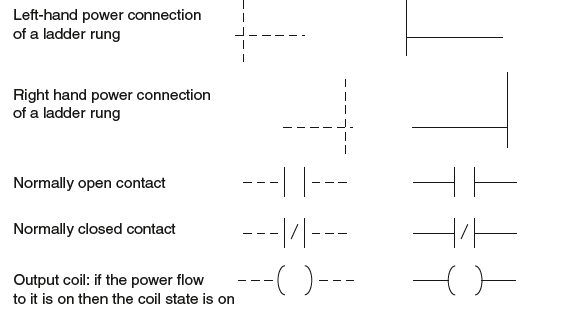 Left-hand power connection
of a ladder rung
Right hand power connection
of a ladder rung
Normally open contact
Normally closed contact
Output coil: if the power flow
to it is on then the coil state is on